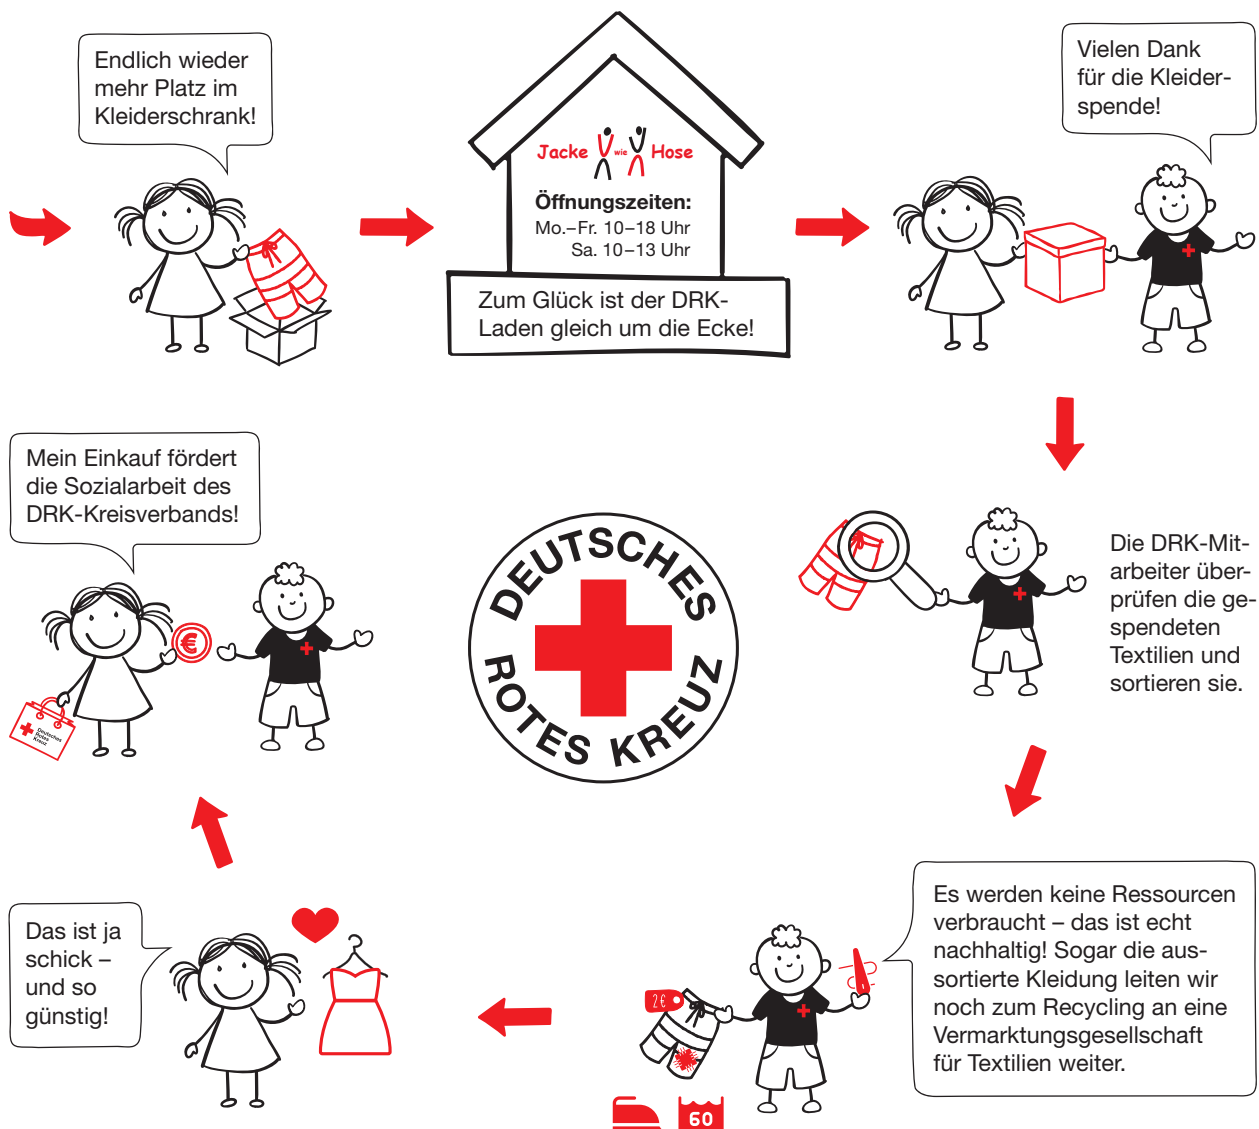 Endlich wieder
mehr Platz im
Kleiderschrank!
Jacke wie Hose
Öffnungszeiten:
Mo.–Fr. 10–18 Uhr
Sa. 10–13 Uhr
Zum Glück ist der DRK-
Laden gleich um die Ecke!
Vielen Dank
für die Kleider-
spende!
Die DRK-Mit-
arbeiter über-
prüfen die ge-
spendeten
Textilien und
sortieren sie.
Es werden keine Ressourcen
verbraucht – das ist echt
nachhaltig! Sogar die aus-
sortierte Kleidung leiten wir
noch zum Recycling an eine
Vermarktungsgesellschaft
für Textilien weiter.
2€
60
Das ist ja
schick –
und so
günstig!
Mein Einkauf fördert
die Sozialarbeit des
DRK-Kreisverbands!
€
Deutsches
Rotes
Kreuz
DEUTSCHES
ROTES KREUZ